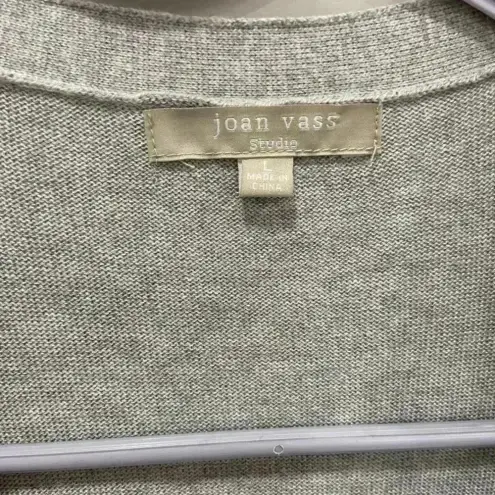 joan vass
Studio
L
MADE IN
CHINA